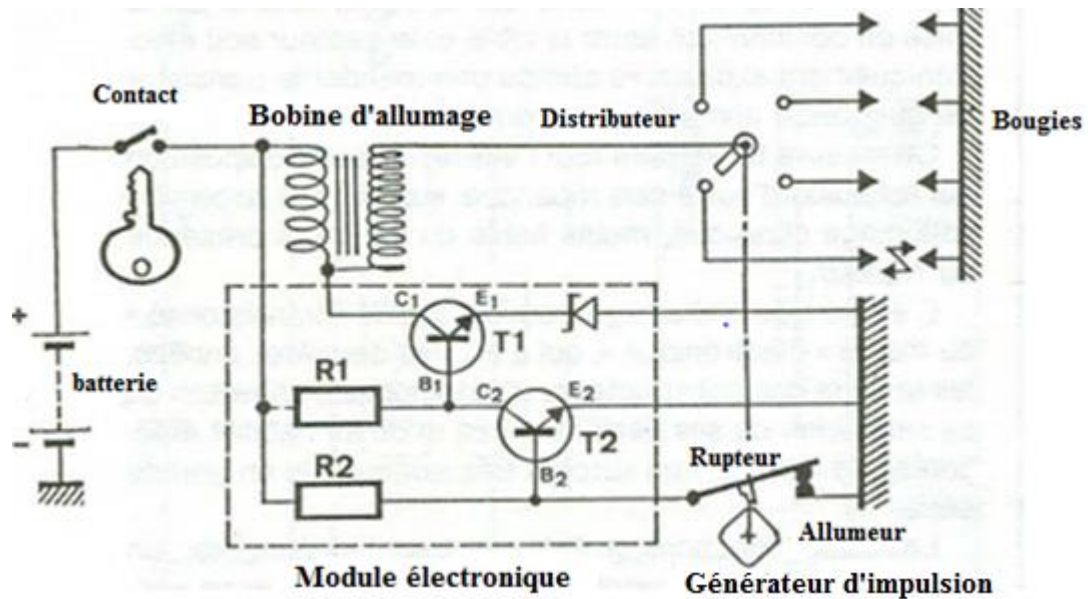 Contact
Bobine d'allumage
Distributeur
Bougies
+
batterie
-
C1
E1
T1
B1
R1
C2
E2
T2
B2
R2
Rupteur
Allumeur
+
Module électronique
Générateur d'impulsion